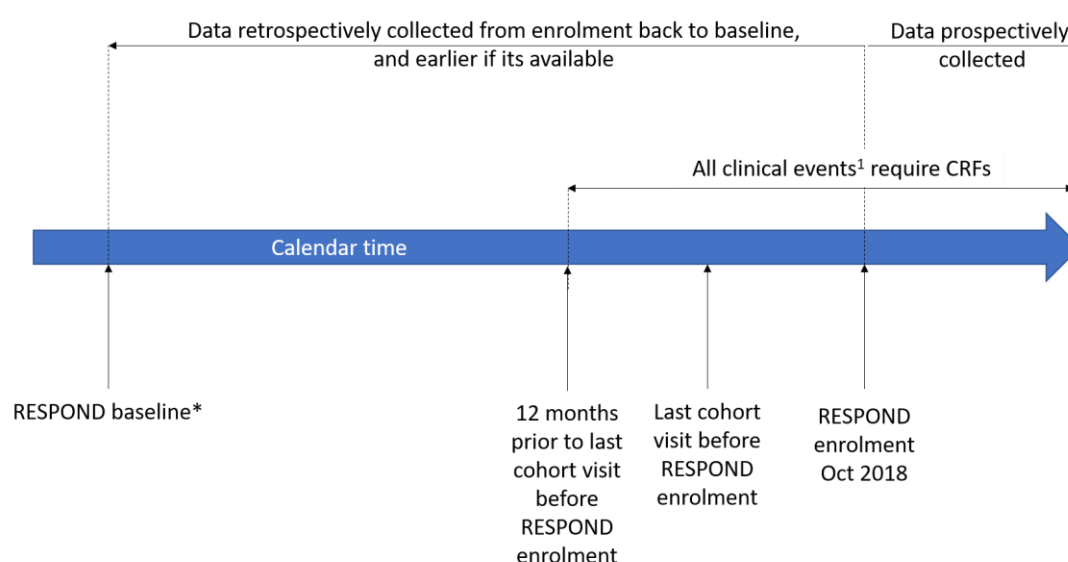 Data retrospectively collected from enrolment back to baseline,
and earlier if its available
Data prospectively
collected
All clinical events¹ require CRFs
Calendar time
RESPOND baseline*
12 months
prior to last
cohort visit
before
RESPOND
enrolment
Last cohort
visit before
RESPOND
enrolment
RESPOND
enrolment
Oct 2018